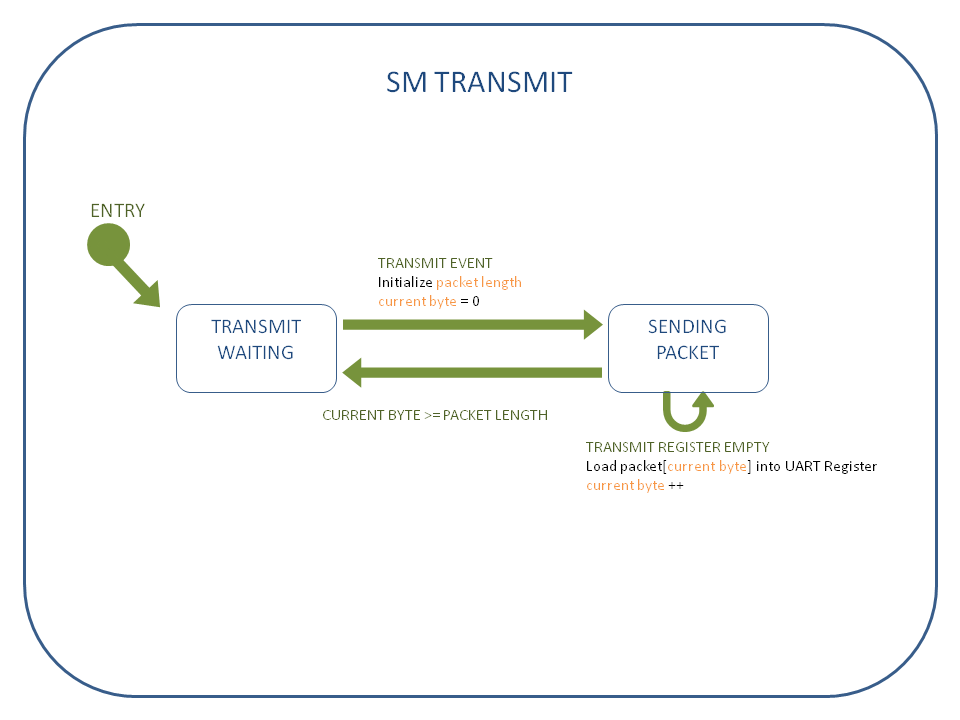 SM TRANSMIT
ENTRY
TRANSMIT EVENT
Initialize packet length
current byte = 0
TRANSMIT
WAITING
SENDING
PACKET
CURRENT BYTE >= PACKET LENGTH
TRANSMIT REGISTER EMPTY
Load packet[current byte] into UART Register
current byte ++